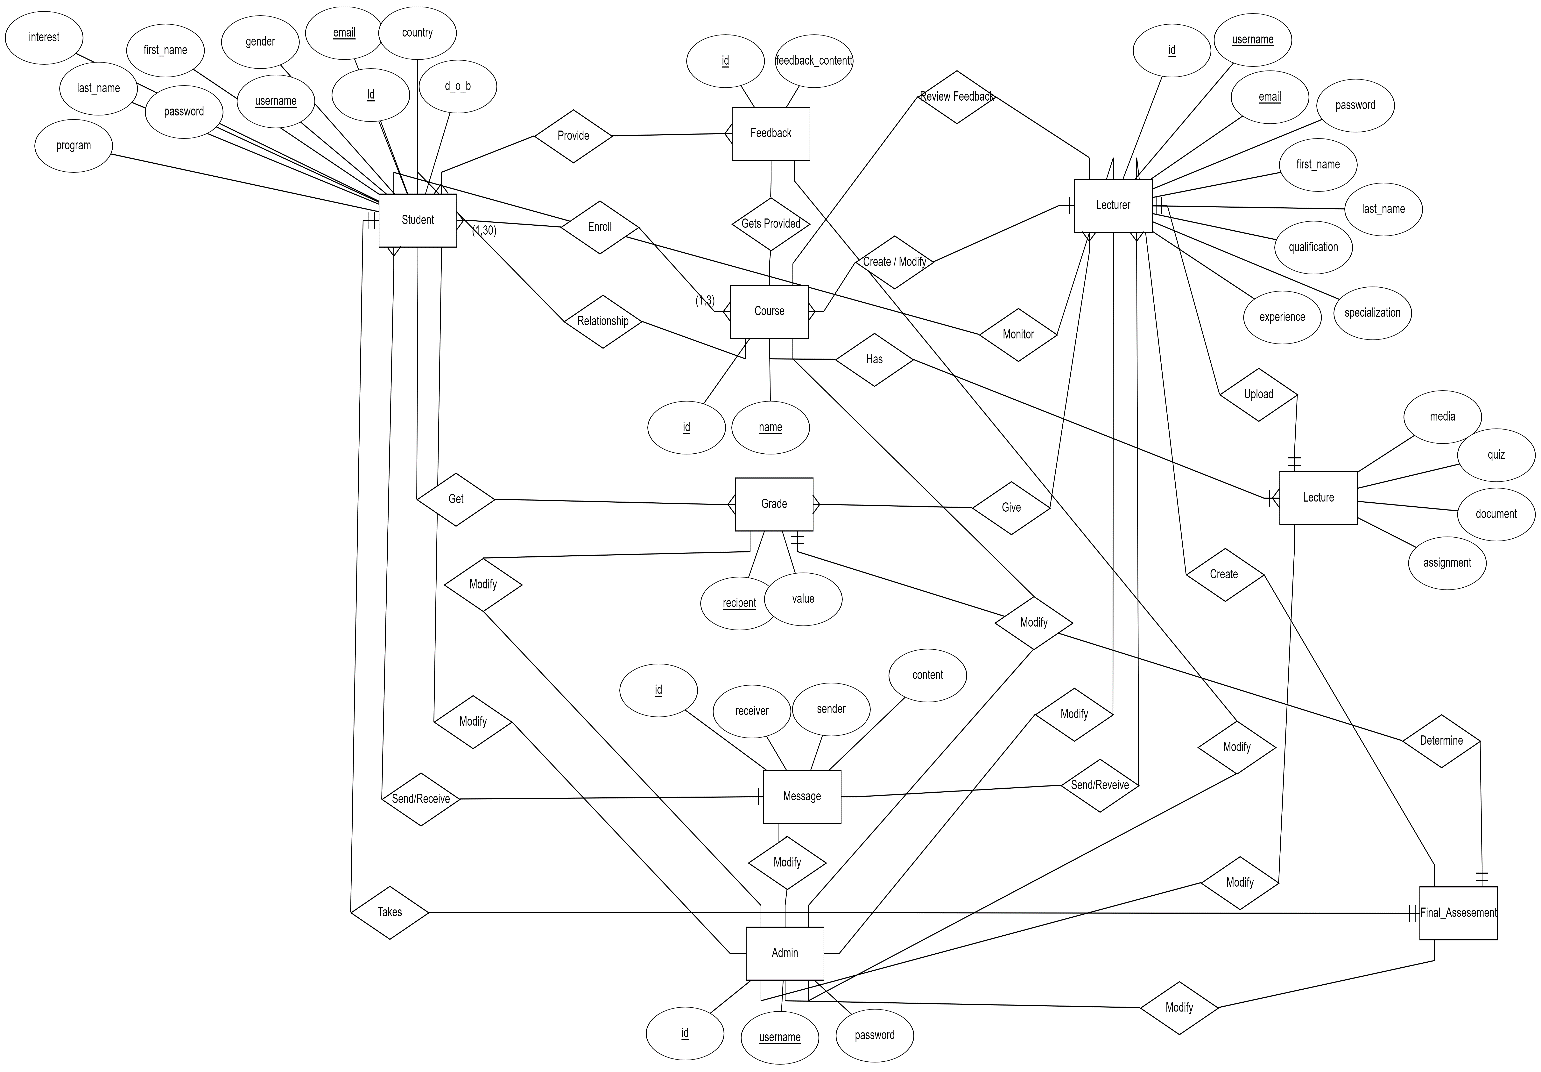 interest
first_name
gender
email
country
last_name
password
username
Id
d_o_b
program
Student
(1,30)
Provide
id
feedback_content
Feedback
Review Feedback
id
username
email
password
first_name
last_name
qualification
specialization
experience
Lecturer
Enroll
Gets Provided
Create / Modify
(1,3)
Course
Relationship
Monitor
Has
id
name
Upload
media
quiz
document
assignment
Lecture
Get
Grade
Give
Modify
recipent
value
Modify
Create
id
receiver
sender
content
Modify
Modify
Modify
Determine
Send/Receive
Message
Send/Reveive
Modify
Modify
Takes
Final_Assesement
Admin
Modify
id
username
password